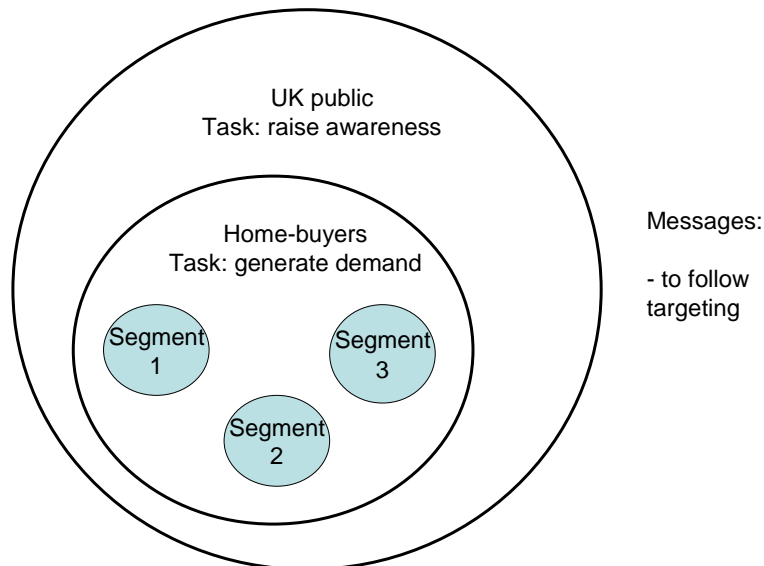 UK public
Task: raise awareness
Home-buyers
Task: generate demand
Segment
1
Segment
2
Segment
3
Messages:
- to follow
targeting